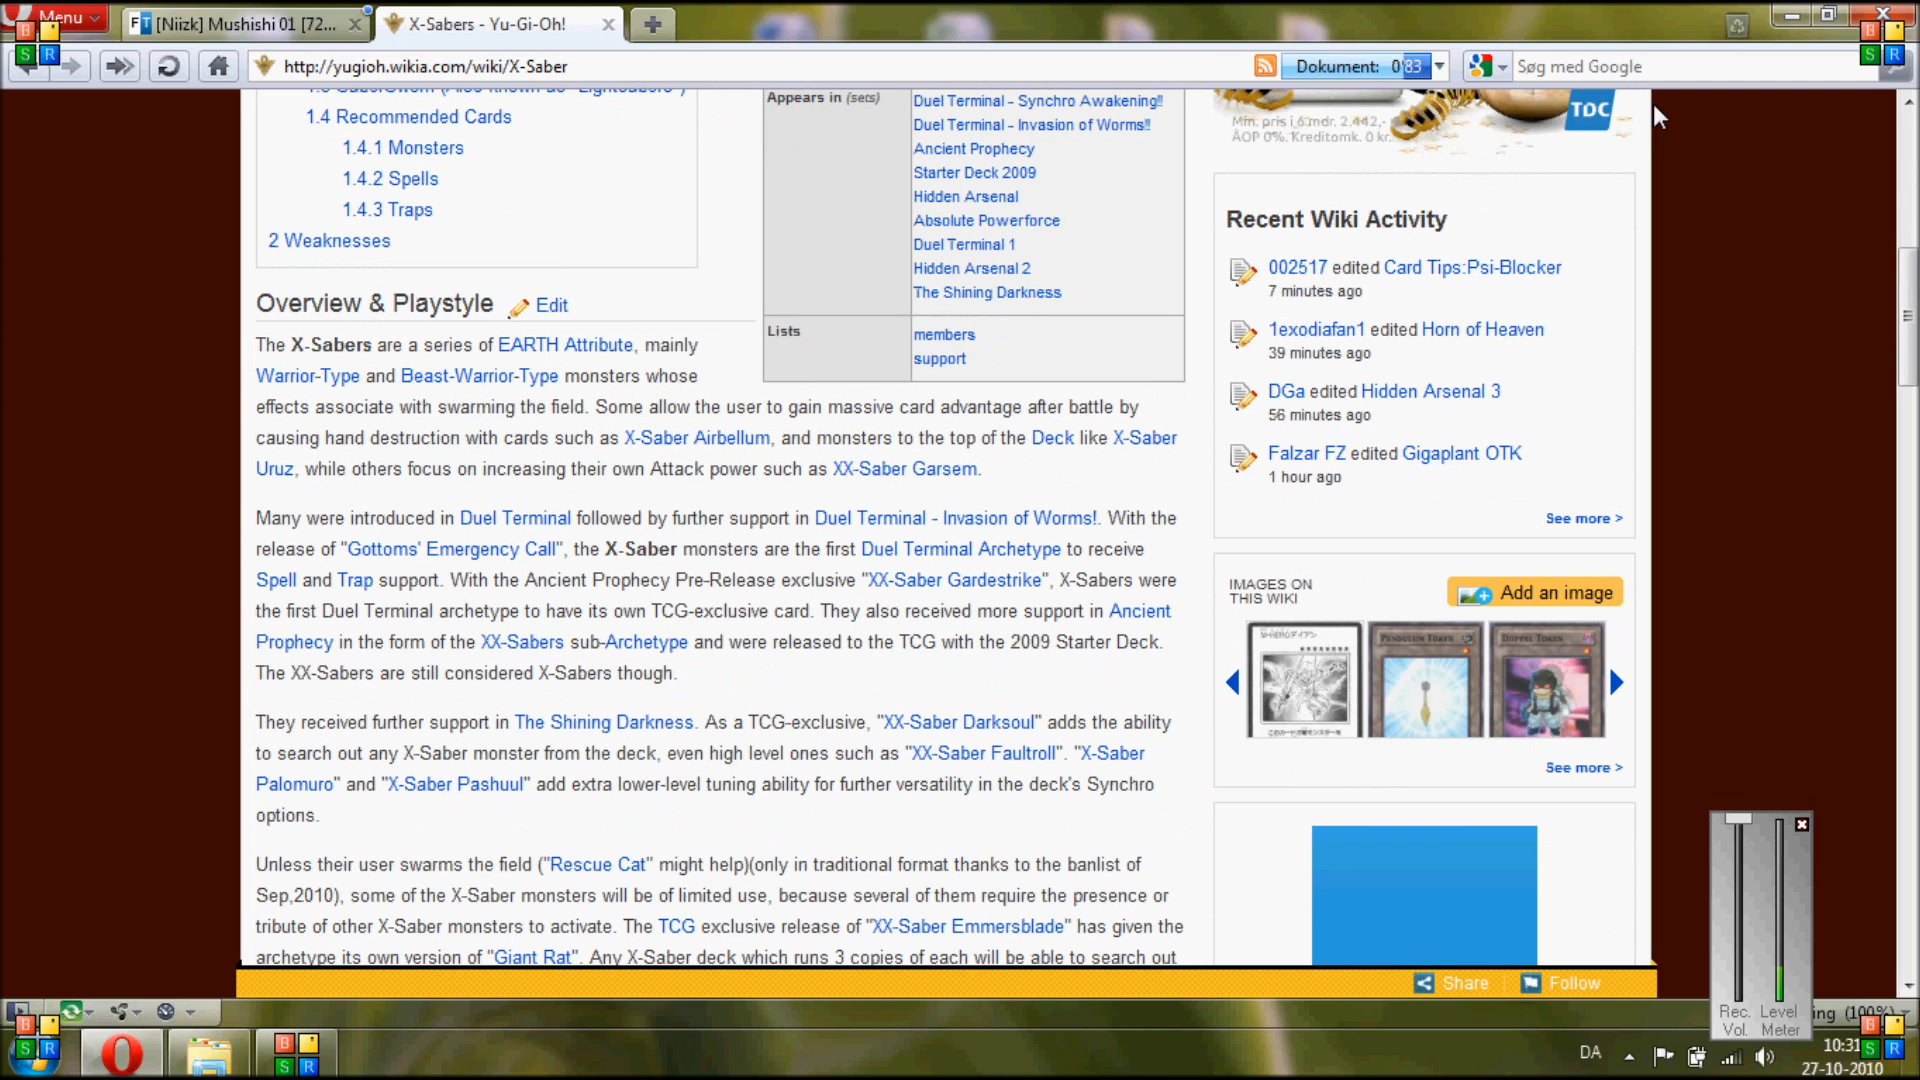 Menu
[Niizk] Mushishi 01 [72...
X-Sabers - Yu-Gi-Oh!
http://yugioh.wikia.com/wiki/X-Saber
Dokument: 0'83
Søg med Google
1.4 Recommended Cards
1.4.1 Monsters
1.4.2 Spells
1.4.3 Traps
2 Weaknesses
Appears in (sets)
Duel Terminal - Synchro Awakening!!
Duel Terminal - Invasion of Worms!!
Ancient Prophecy
Starter Deck 2009
Hidden Arsenal
Absolute Powerforce
Duel Terminal 1
Hidden Arsenal 2
The Shining Darkness
Lists
members
support
Overview & Playstyle
Edit
The X-Sabers are a series of EARTH Attribute, mainly
Warrior-Type and Beast-Warrior-Type monsters whose
effects associate with swarming the field. Some allow the user to gain massive card advantage after battle by
causing hand destruction with cards such as X-Saber Airbellum, and monsters to the top of the Deck like X-Saber
Uruz, while others focus on increasing their own Attack power such as XX-Saber Garsem.
Many were introduced in Duel Terminal followed by further support in Duel Terminal - Invasion of Worms!. With the
release of "Gottoms' Emergency Call", the X-Saber monsters are the first Duel Terminal Archetype to receive
Spell and Trap support. With the Ancient Prophecy Pre-Release exclusive "XX-Saber Gardestrike", X-Sabers were
the first Duel Terminal archetype to have its own TCG-exclusive card. They also received more support in Ancient
Prophecy in the form of the XX-Sabers sub-Archetype and were released to the TCG with the 2009 Starter Deck.
The XX-Sabers are still considered X-Sabers though.
They received further support in The Shining Darkness. As a TCG-exclusive, "XX-Saber Darksoul" adds the ability
to search out any X-Saber monster from the deck, even high level ones such as "XX-Saber Faultroll". "X-Saber
Palomuro" and "X-Saber Pashuul" add extra lower-level tuning ability for further versatility in the deck's Synchro
options.
Unless their user swarms the field ("Rescue Cat" might help)(only in traditional format thanks to the banlist of
Sep,2010), some of the X-Saber monsters will be of limited use, because several of them require the presence or
tribute of other X-Saber monsters to activate. The TCG exclusive release of "XX-Saber Emmersblade" has given the
archetype its own version of "Giant Rat". Any X-Saber deck which runs 3 copies of each will be able to search out
Min. pris i 6 mdr. 2.442,-
ÅOP 0%. Kreditomk. 0 kr.
TDC
Recent Wiki Activity
002517 edited Card Tips:Psi-Blocker
7 minutes ago
1exodiafan1 edited Horn of Heaven
39 minutes ago
DGa edited Hidden Arsenal 3
56 minutes ago
Falzar FZ edited Gigaplant OTK
1 hour ago
See more >
IMAGES ON
THIS WIKI
Add an image
PENDULUM TOKEN
DOPPEL TOKEN
See more >
Share
Follow
Rec. Level
Vol. Meter
ing (100%)
DA
10:31
27-10-2010
B
S R
B
S R
B
S R
B
S R
B
S R